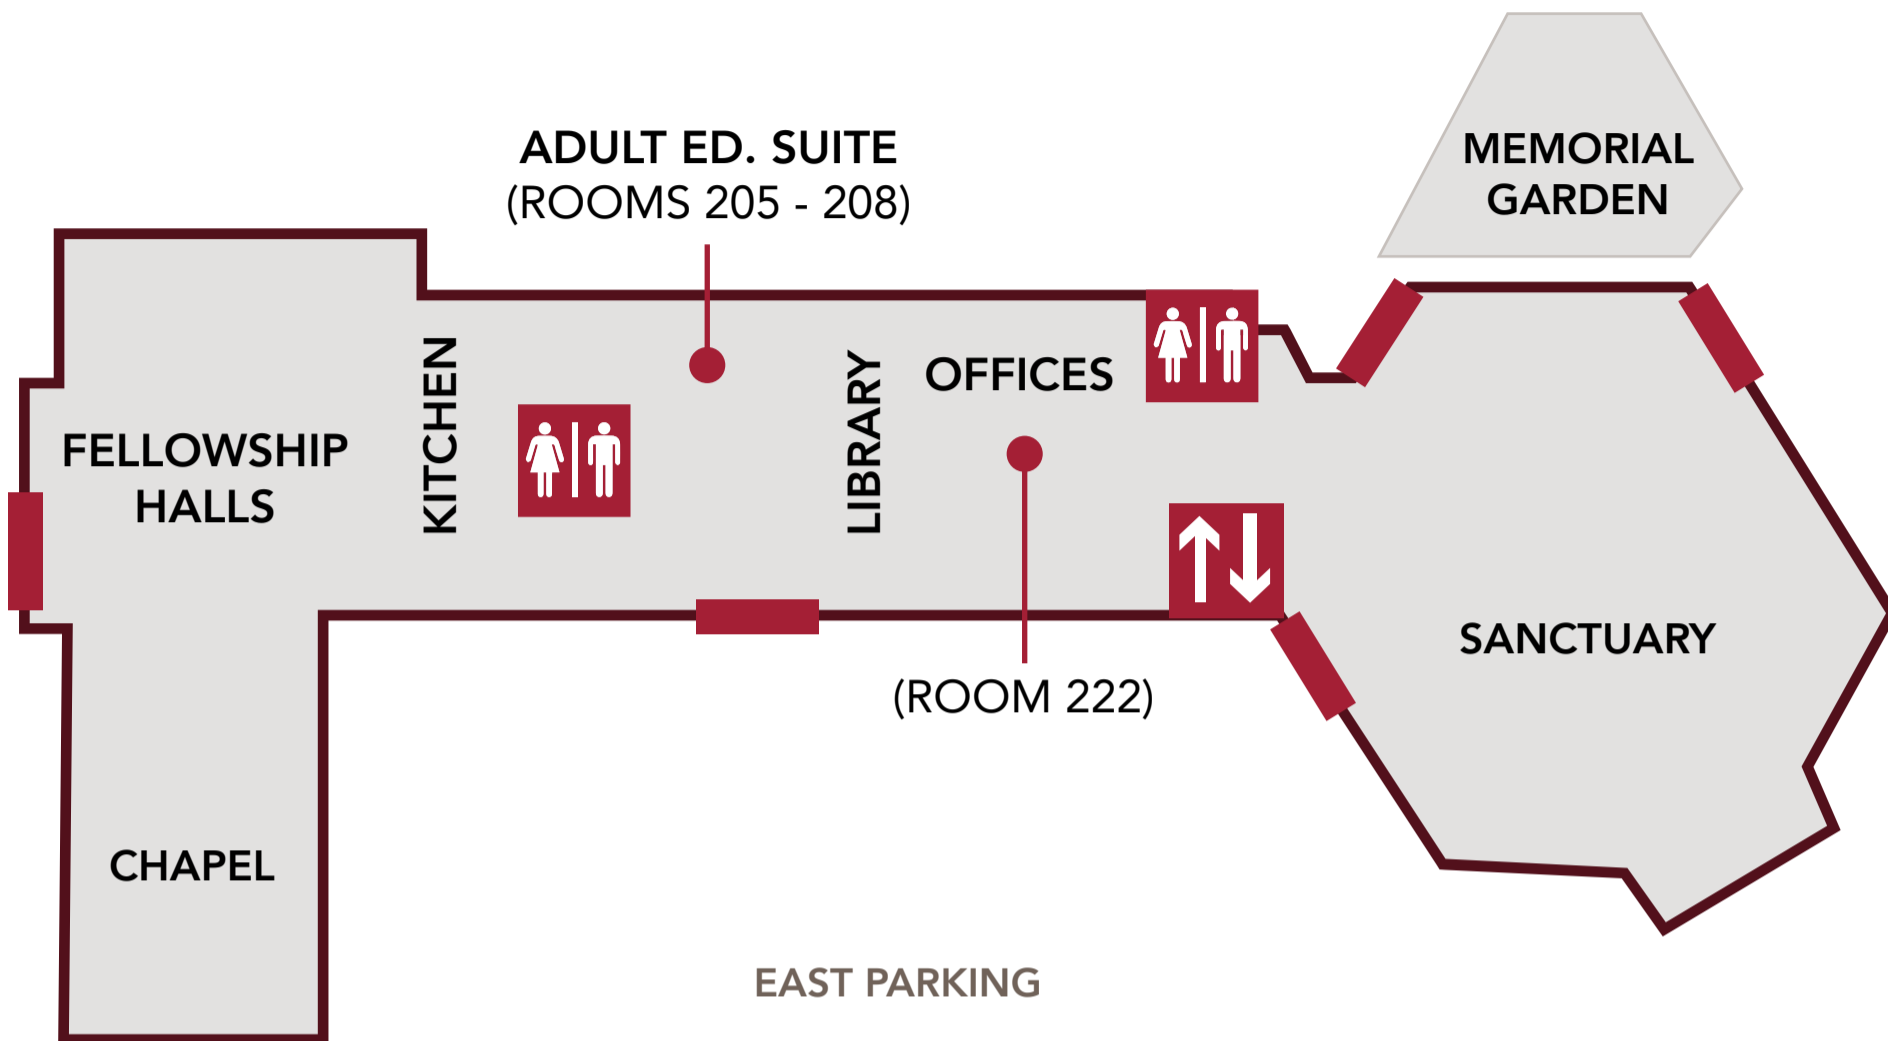 ADULT ED. SUITE
(ROOMS 205 - 208)
MEMORIAL
GARDEN
FELLOWSHIP
HALLS
KITCHEN
LIBRARY
OFFICES
(ROOM 222)
SANCTUARY
CHAPEL
EAST PARKING